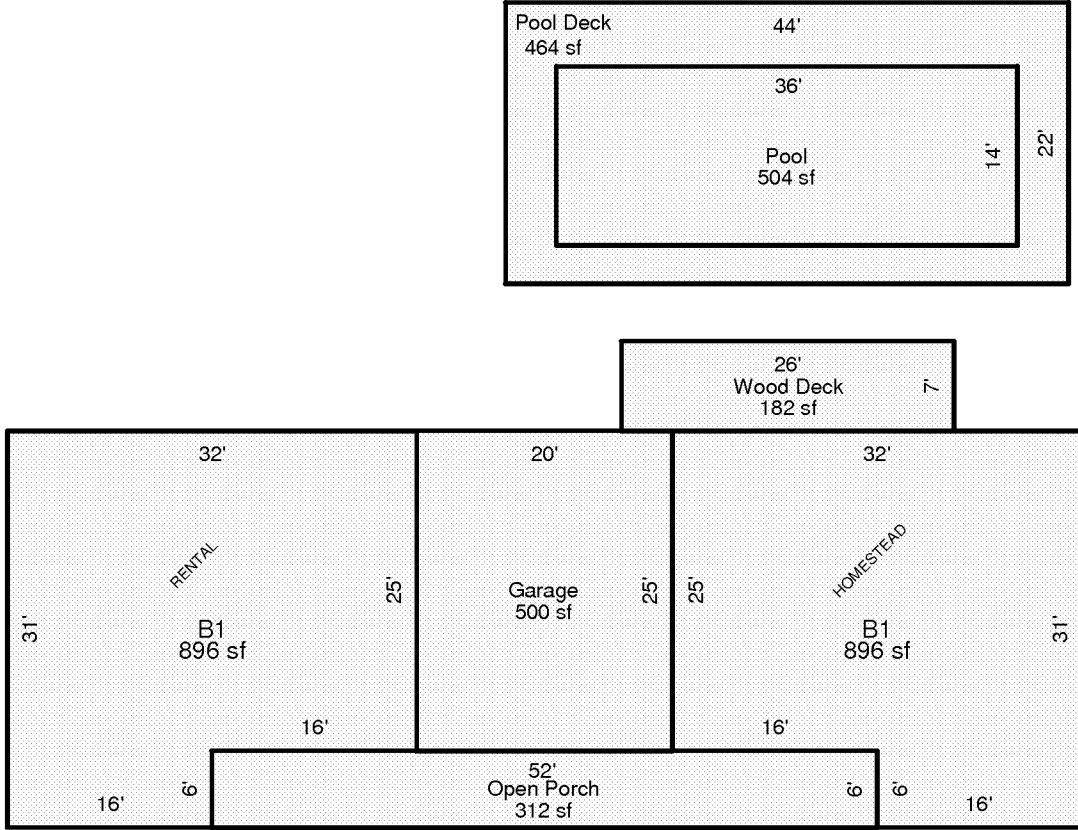 Pool Deck
464 sf
44'
36'
Pool
504 sf
14'
22'
26'
Wood Deck
182 sf
7'
32'
20'
32'
RENTAL
HOMESTEAD
25'
Garage
500 sf
25'
25'
31'
B1
896 sf
B1
896 sf
31'
16'
16'
52'
Open Porch
312 sf
6'
6'
6'
16'
16'